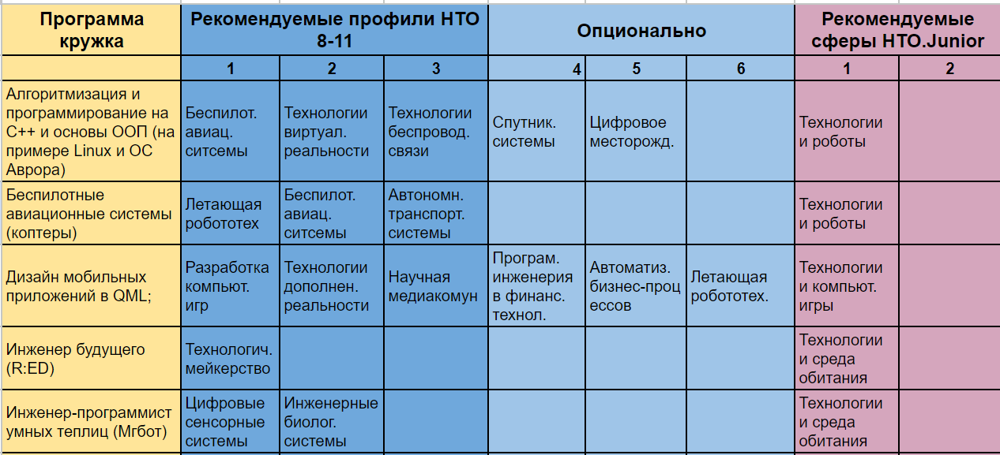 Программа
кружка
Рекомендуемые профили НТО
8-11
Опционально
Рекомендуемые
сферы НТО.Junior
1
2
3
4
5
6
1
2
Алгоритмизация и
программирование на
С++ и основы ООП (на
примере Linux и ОС
Аврора)
Беспилот.
авиац.
ситсемы
Технологии
виртуал.
реальности
Технологии
беспровод.
связи
Спутник.
системы
Цифровое
месторожд.
Технологии
и роботы
Беспилотные
авиационные системы
(коптеры)
Летающая
робототех
Беспилот.
авиац.
ситсемы
Автономн.
транспорт.
системы
Технологии
и роботы
Дизайн мобильных
приложений в QML;
Разработка
компьют.
игр
Технологии
дополнен.
реальности
Научная
медиакомун
Програм.
инженерия
в финанс.
технол.
Автоматиз.
бизнес-проц
ессов
Летающая
робототех.
Технологии
и компьют.
игры
Инженер будущего
(R:ED)
Технологич.
мейкерство
Технологии
и среда
обитания
Инженер-программист
умных теплиц (Мгбот)
Цифровые
сенсорные
системы
Инженерные
биолог.
системы
Технологии
и среда
обитания